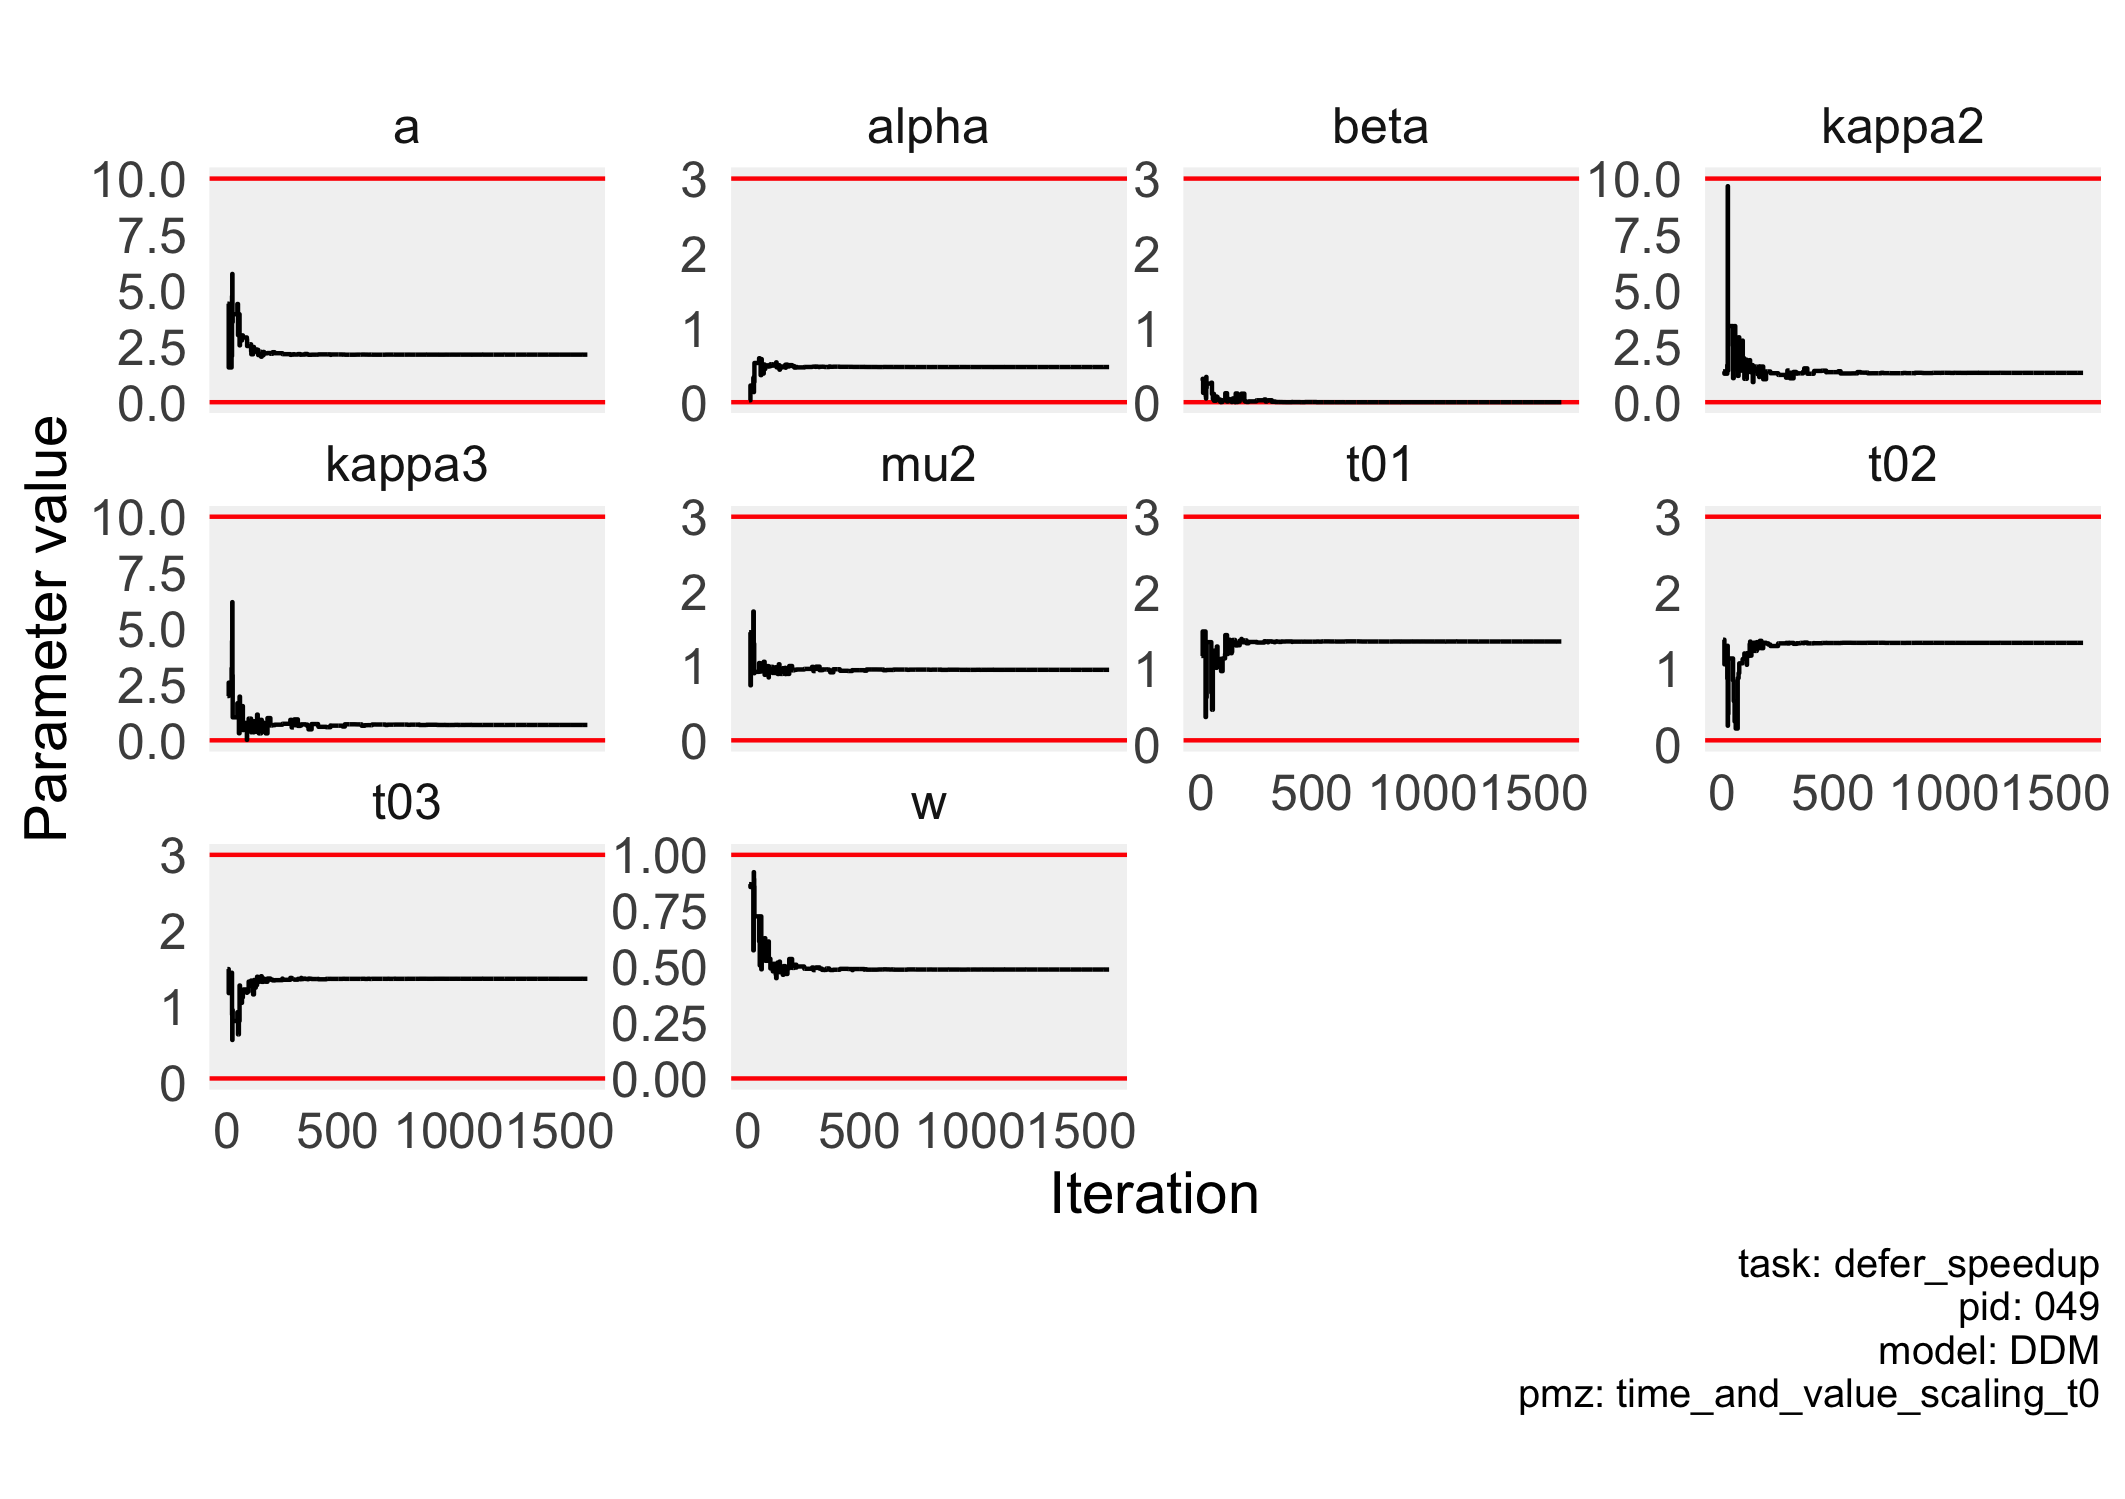 a alpha beta kappa2
10.0 3 3 10.0
7.5 2 2 7.5
5.0 1 1 5.0
2.5 0 0 2.5
0.0 0.0
kappa3 mu2 t01 t02
10.0 3 3 3
7.5 2 2 2
5.0 1 1 1
2.5 0 0 0
0.0
0 500 1000 1500 0 500 1000 1500
t03 w
3 1.00
2 0.75
1 0.50
0 0.25
0.00
0 500 1000 1500 0 500 1000 1500
Parameter value
Iteration
task: defer_speedup
pid: 049
model: DDM
pmz: time_and_value_scaling_t0